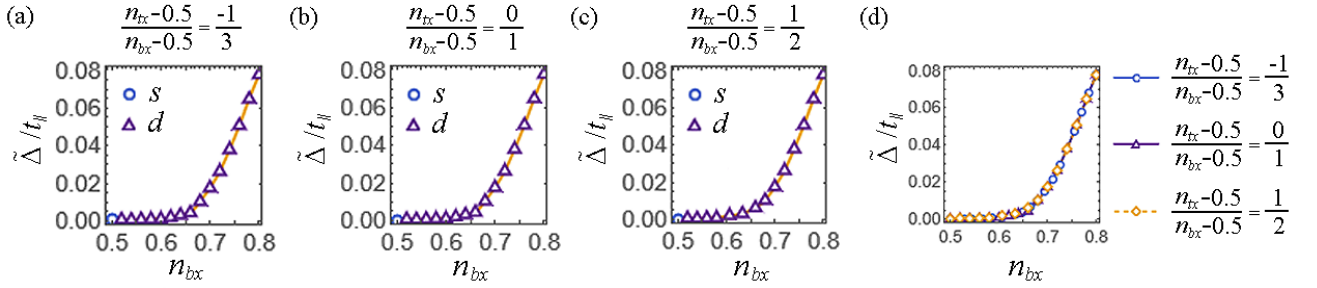 (a) (n_tx-0.5)/(n_bx-0.5) = -1/3
0.08
0.06
0.04
0.02
0.00
Δ̃/t_∥
s
d
0.5 0.6 0.7 0.8
n_bx
(b) (n_tx-0.5)/(n_bx-0.5) = 0/1
0.08
0.06
0.04
0.02
0.00
Δ̃/t_∥
s
d
0.5 0.6 0.7 0.8
n_bx
(c) (n_tx-0.5)/(n_bx-0.5) = 1/2
0.08
0.06
0.04
0.02
0.00
Δ̃/t_∥
s
d
0.5 0.6 0.7 0.8
n_bx
(d)
0.08
0.06
0.04
0.02
0.00
Δ̃/t_∥
0.5 0.6 0.7 0.8
n_bx
(n_tx-0.5)/(n_bx-0.5) = -1/3
(n_tx-0.5)/(n_bx-0.5) = 0/1
(n_tx-0.5)/(n_bx-0.5) = 1/2